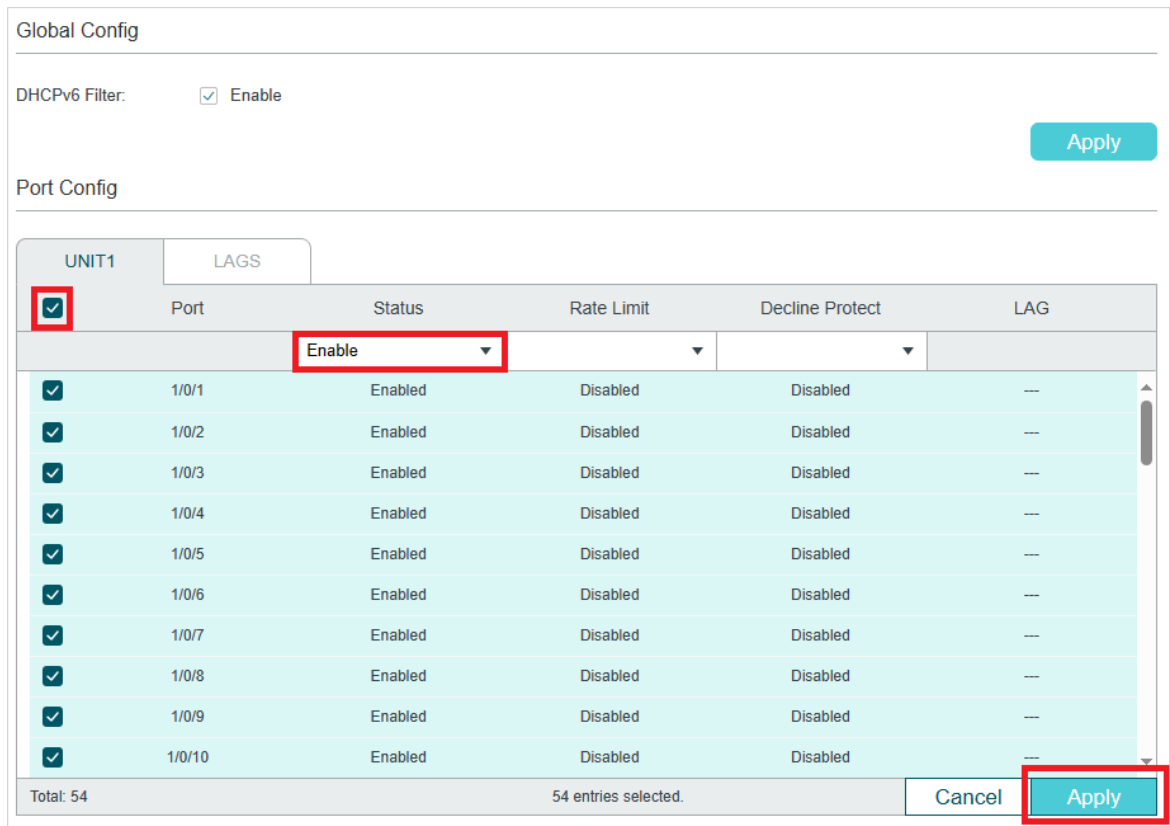 Global Config
DHCPv6 Filter: Enable
Apply
Port Config
UNIT1 LAGS
Port Status Rate Limit Decline Protect LAG
Enable
1/0/1 Enabled Disabled Disabled ---
1/0/2 Enabled Disabled Disabled ---
1/0/3 Enabled Disabled Disabled ---
1/0/4 Enabled Disabled Disabled ---
1/0/5 Enabled Disabled Disabled ---
1/0/6 Enabled Disabled Disabled ---
1/0/7 Enabled Disabled Disabled ---
1/0/8 Enabled Disabled Disabled ---
1/0/9 Enabled Disabled Disabled ---
1/0/10 Enabled Disabled Disabled ---
Total: 54 54 entries selected. Cancel Apply